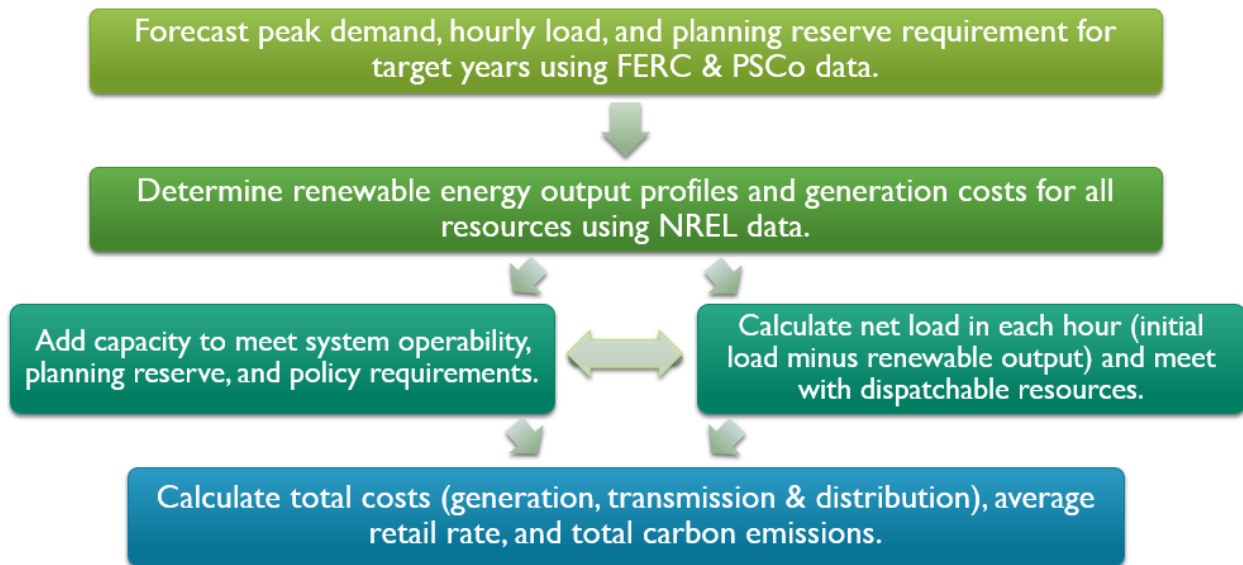 Forecast peak demand, hourly load, and planning reserve requirement for
target years using FERC & PSCo data.
Determine renewable energy output profiles and generation costs for all
resources using NREL data.
Add capacity to meet system operability,
planning reserve, and policy requirements.
Calculate net load in each hour (initial
load minus renewable output) and meet
with dispatchable resources.
Calculate total costs (generation, transmission & distribution), average
retail rate, and total carbon emissions.